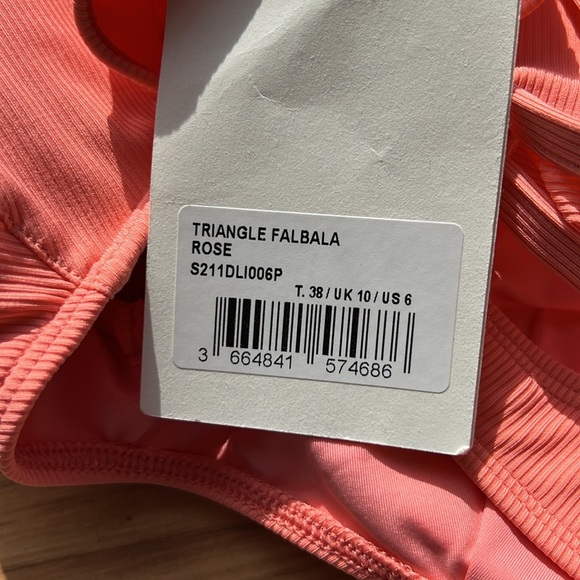 TRIANGLE FALBALA
ROSE
S211DLI006P
T. 38 / UK 10 / US 6
3 664841 574686